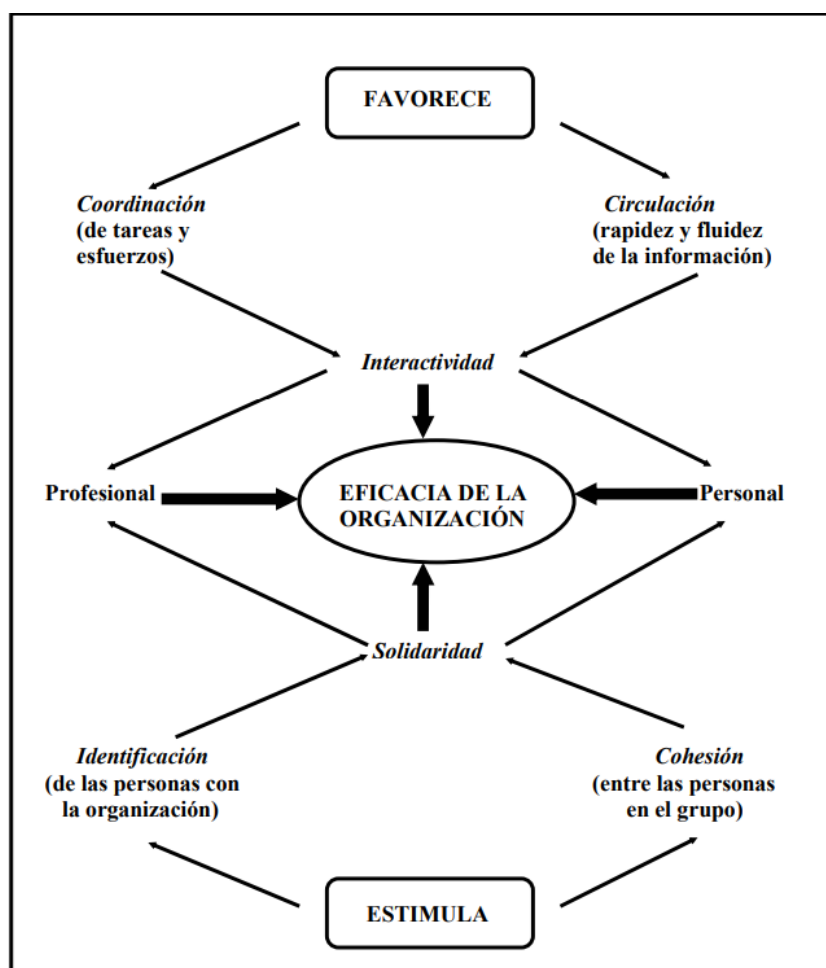 FAVORECE
Coordinación
(de tareas y
esfuerzos)
Circulación
(rapidez y fluidez
de la información)
Interactividad
Profesional
EFICACIA DE LA
ORGANIZACIÓN
Personal
Solidaridad
Identificación
(de las personas con
la organización)
Cohesión
(entre las personas
en el grupo)
ESTIMULA